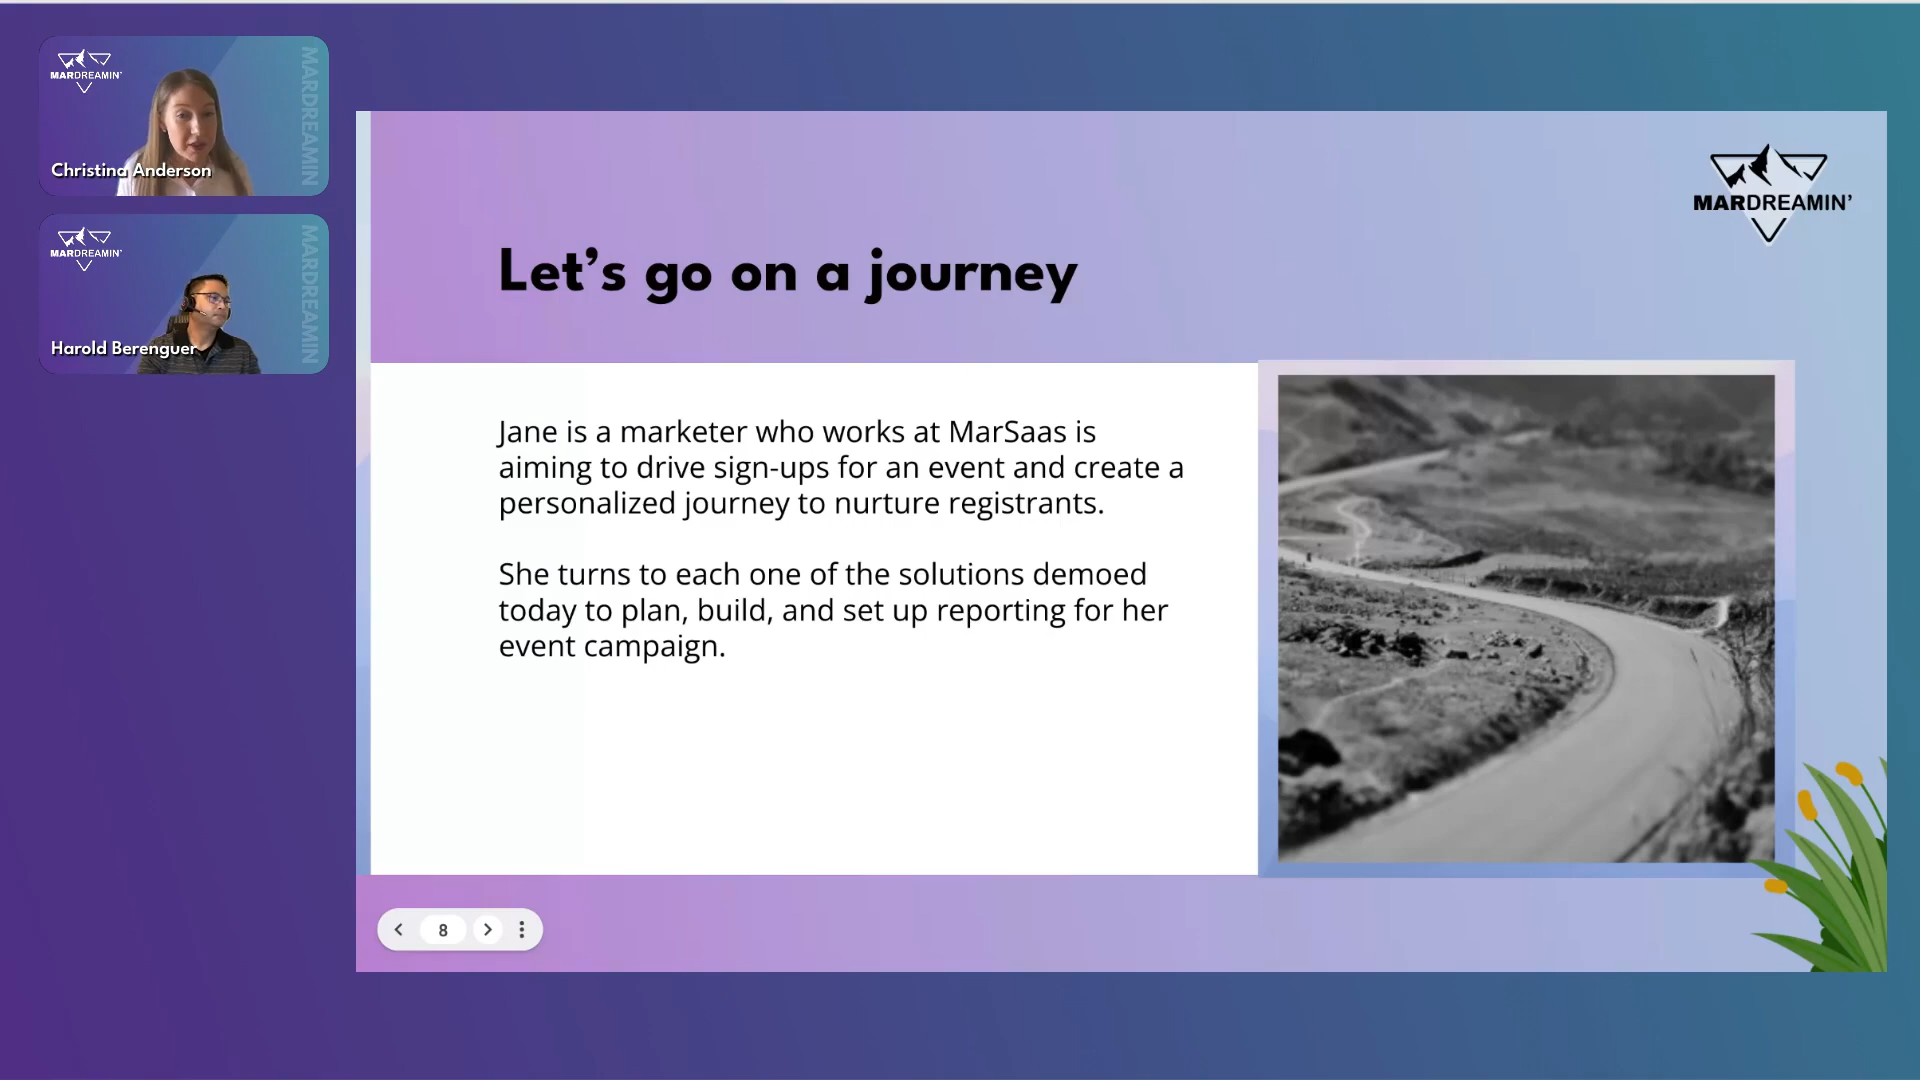 MARDREAMIN'
MARDREAMIN
Christina Anderson
MARDREAMIN'
MARDREAMIN
Harold Berenguer
MARDREAMIN'
Let’s go on a journey
Jane is a marketer who works at MarSaas is
aiming to drive sign-ups for an event and create a
personalized journey to nurture registrants.
She turns to each one of the solutions demoed
today to plan, build, and set up reporting for her
event campaign.
8